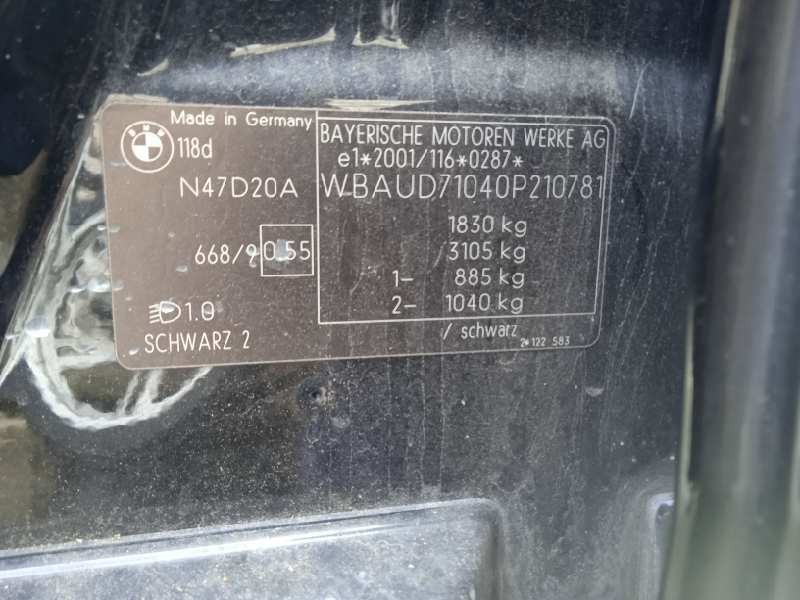 Made in Germany
BMW
118d
BAYERISCHE MOTOREN WERKE AG
e1*2001/116*0287*
N47D20A
WBAUD71040P210781
1830 kg
668/9 0.55
3105 kg
1- 885 kg
2- 1040 kg
1.0
SCHWARZ 2
/ schwarz
2*122 583